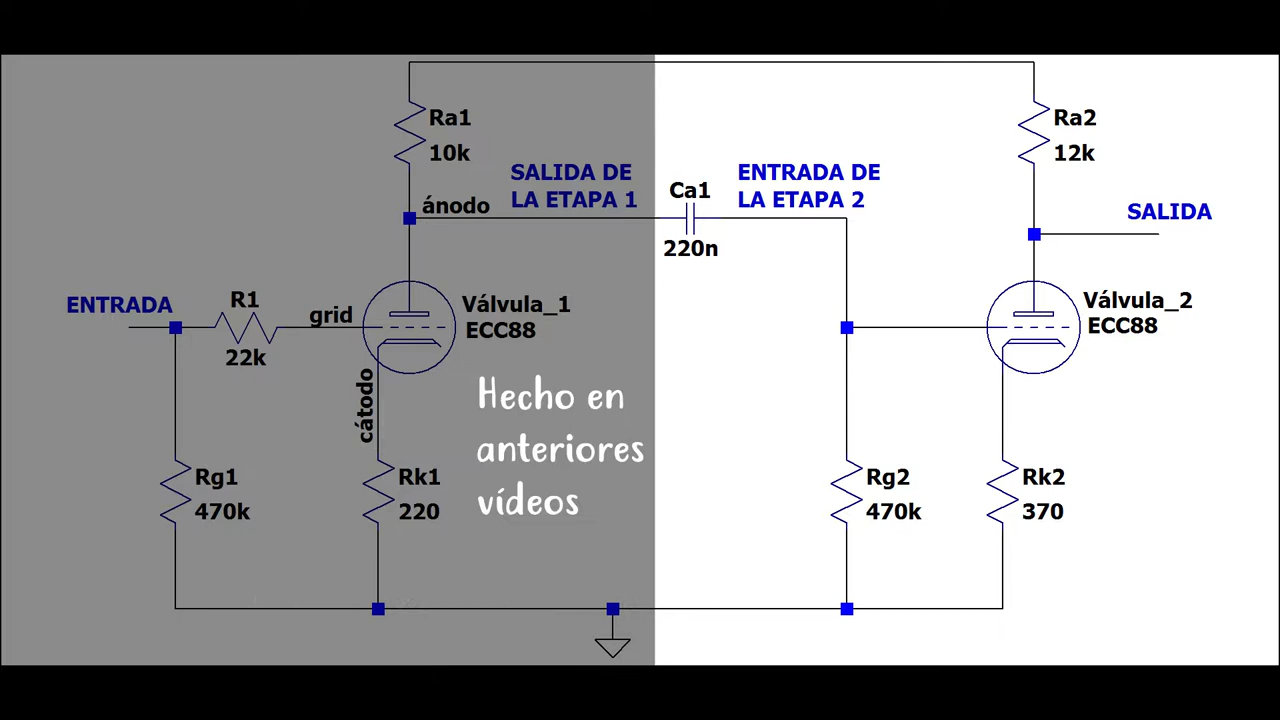 Ra1
10k
Ra2
12k
SALIDA DE
LA ETAPA 1
Ca1
220n
ENTRADA DE
LA ETAPA 2
ánodo
SALIDA
ENTRADA
R1
22k
grid
Válvula_1
ECC88
Válvula_2
ECC88
cátodo
Hecho en
anteriores
vídeos
Rg1
470k
Rk1
220
Rg2
470k
Rk2
370